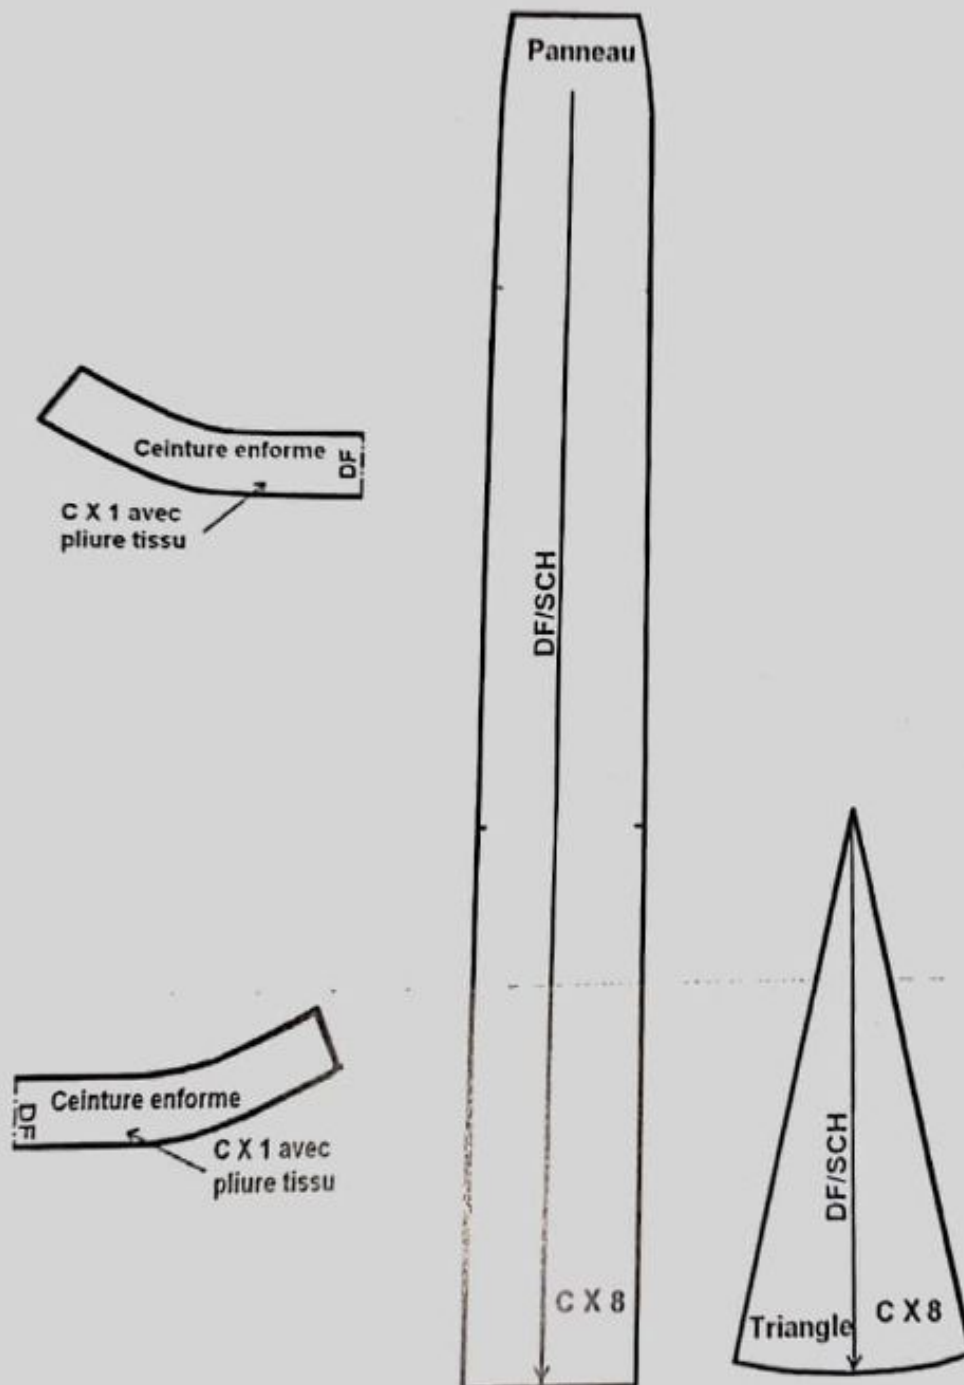 Panneau
DF/SCH
C X 8
Ceinture enforme
DF
C X 1 avec
pliure tissu
Ceinture enforme
DF
C X 1 avec
pliure tissu
DF/SCH
Triangle
C X 8